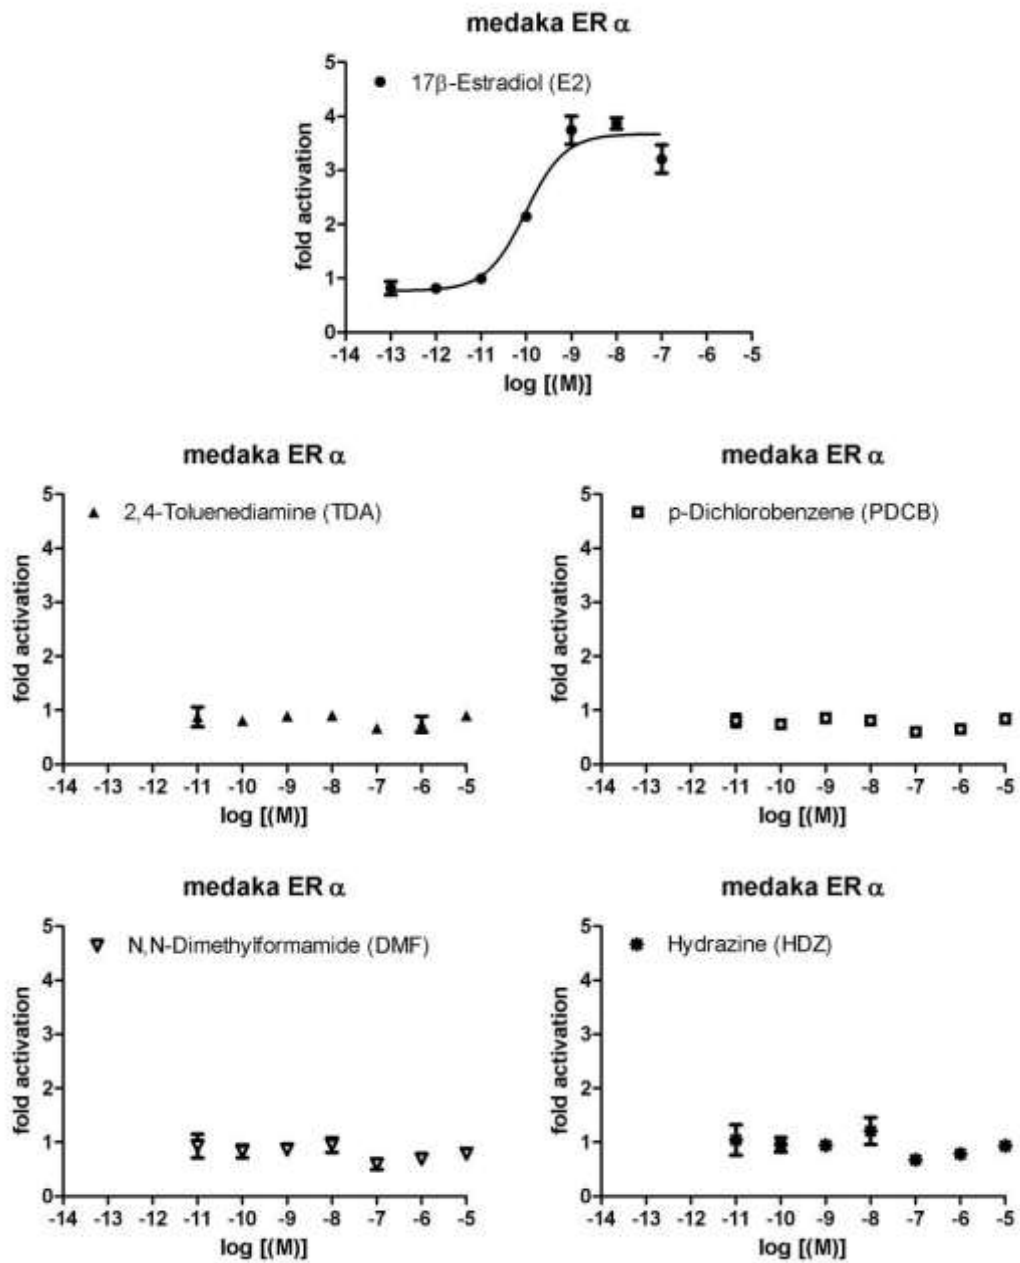 medaka ER α
17β-Estradiol (E2)
fold activation
5
4
3
2
1
0
-14 -13 -12 -11 -10 -9 -8 -7 -6 -5
log [(M)]
medaka ER α
2,4-Toluenediamine (TDA)
fold activation
5
4
3
2
1
0
-14 -13 -12 -11 -10 -9 -8 -7 -6 -5
log [(M)]
medaka ER α
p-Dichlorobenzene (PDCB)
fold activation
5
4
3
2
1
0
-14 -13 -12 -11 -10 -9 -8 -7 -6 -5
log [(M)]
medaka ER α
N,N-Dimethylformamide (DMF)
fold activation
5
4
3
2
1
0
-14 -13 -12 -11 -10 -9 -8 -7 -6 -5
log [(M)]
medaka ER α
Hydrazine (HDZ)
fold activation
5
4
3
2
1
0
-14 -13 -12 -11 -10 -9 -8 -7 -6 -5
log [(M)]